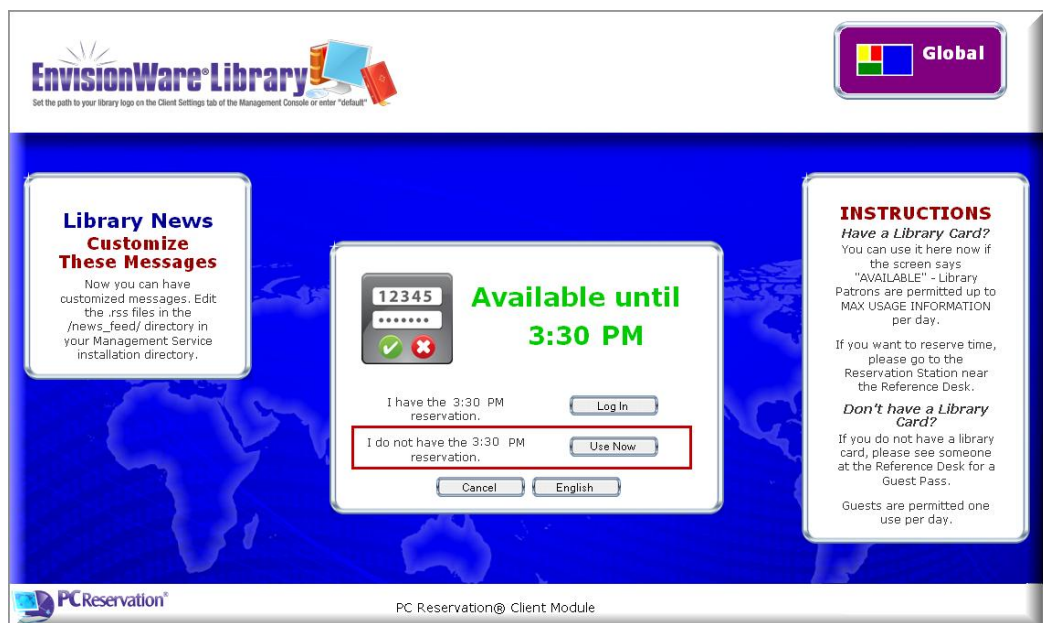 EnvisionWare® Library
Set the path to your library logo on the Client Settings tab of the Management Console or enter "default"
Global
Library News
Customize
These Messages
Now you can have
customized messages. Edit
the .rss files in the
/news_feed/ directory in
your Management Service
installation directory.
12345
Available until
3:30 PM
I have the 3:30 PM
reservation.
Log In
I do not have the 3:30 PM
reservation.
Use Now
Cancel
English
INSTRUCTIONS
Have a Library Card?
You can use it here now if
the screen says
"AVAILABLE" - Library
Patrons are permitted up to
MAX USAGE INFORMATION
per day.
If you want to reserve time,
please go to the
Reservation Station near
the Reference Desk.
Don't have a Library
Card?
If you do not have a library
card, please see someone
at the Reference Desk for a
Guest Pass.
Guests are permitted one
use per day.
PCReservation®
PC Reservation® Client Module